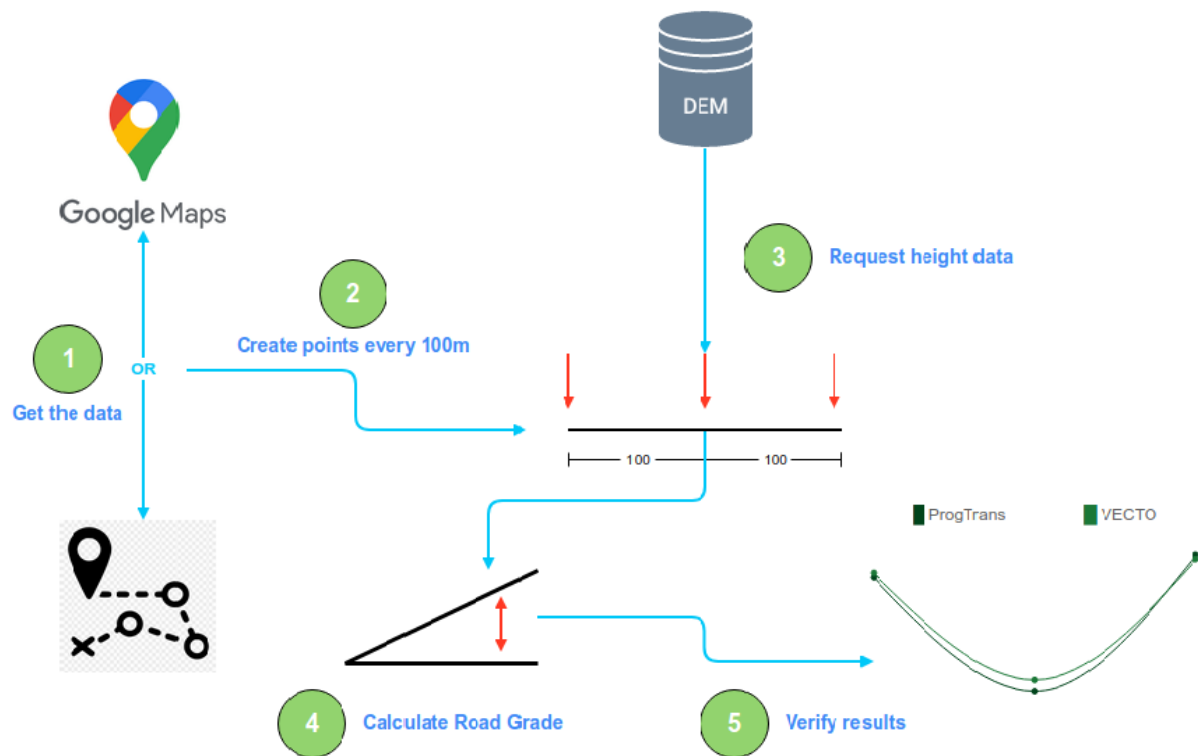 DEM
Google Maps
3
Request height data
2
Create points every 100m
1
OR
Get the data
100
100
ProgTrans
VECTO
4
Calculate Road Grade
5
Verify results